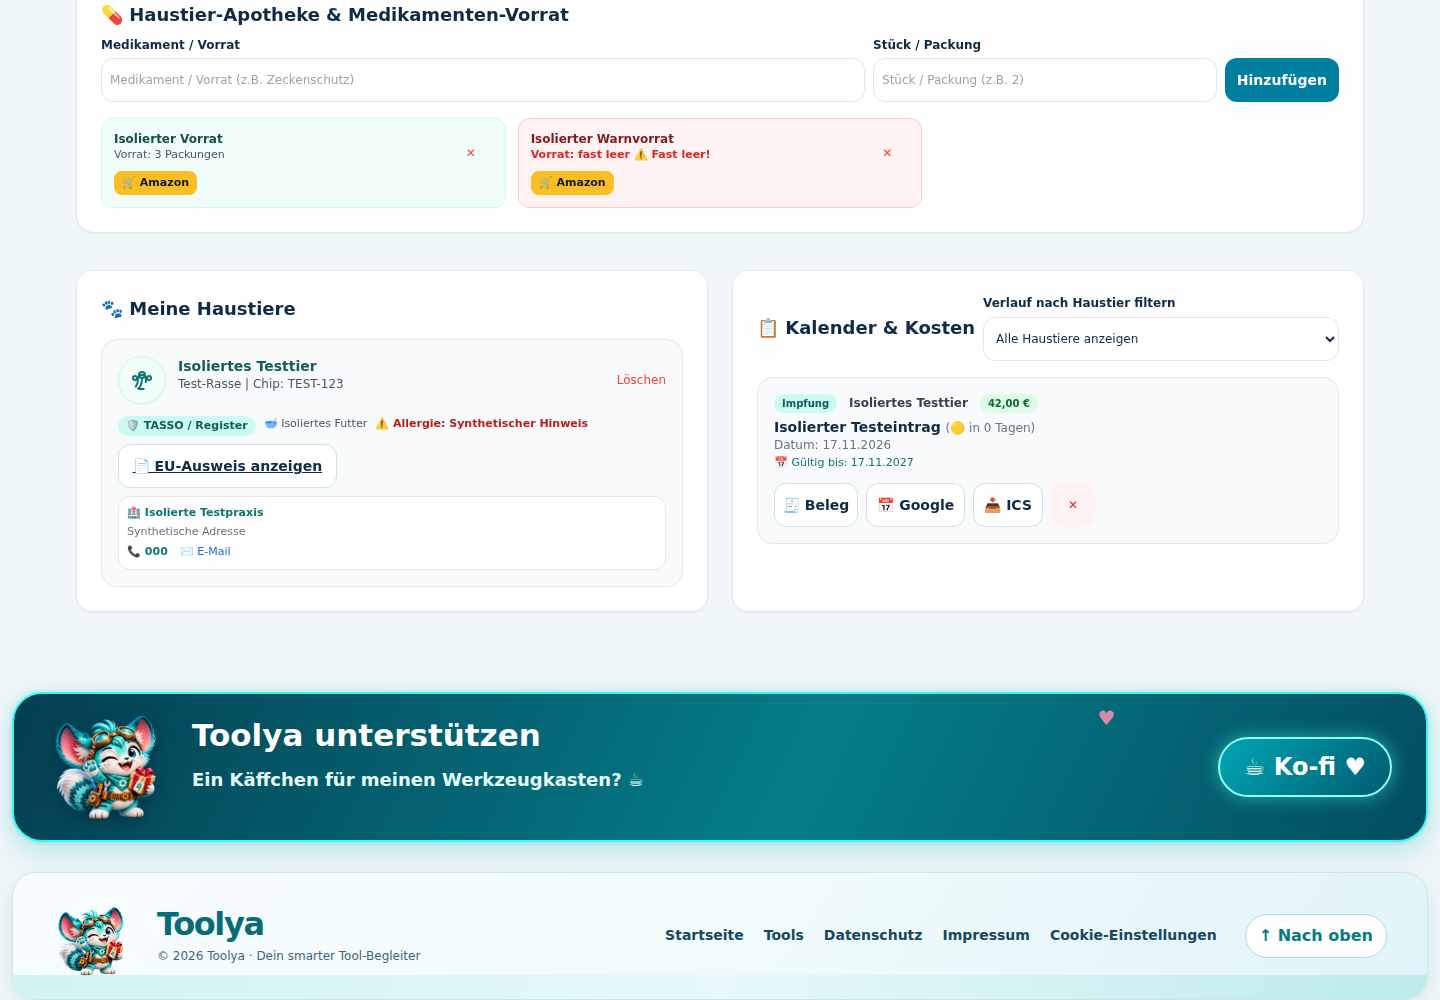 💊 Haustier-Apotheke & Medikamenten-Vorrat
Medikament / Vorrat
Stück / Packung
Medikament / Vorrat (z.B. Zeckenschutz)
Stück / Packung (z.B. 2)
Hinzufügen
Isolierter Vorrat
Vorrat: 3 Packungen
✕
🛒 Amazon
Isolierter Warnvorrat
Vorrat: fast leer ⚠️ Fast leer!
✕
🛒 Amazon
🐾 Meine Haustiere
Isoliertes Testtier
Test-Rasse | Chip: TEST-123
Löschen
🛡️ TASSO / Register
🥣 Isoliertes Futter
⚠️ Allergie: Synthetischer Hinweis
📄 EU-Ausweis anzeigen
🏥 Isolierte Testpraxis
Synthetische Adresse
📞 000 ✉️ E-Mail
📋 Kalender & Kosten
Verlauf nach Haustier filtern
Alle Haustiere anzeigen
Impfung Isoliertes Testtier 42,00 €
Isolierter Testeintrag (🟡 in 0 Tagen)
Datum: 17.11.2026
📅 Gültig bis: 17.11.2027
🧾 Beleg
📅 Google
📥 ICS
✕
Toolya unterstützen
Ein Käffchen für meinen Werkzeugkasten? ☕
☕ Ko-fi ♥
Toolya
© 2026 Toolya · Dein smarter Tool-Begleiter
Startseite Tools Datenschutz Impressum Cookie-Einstellungen
↑ Nach oben